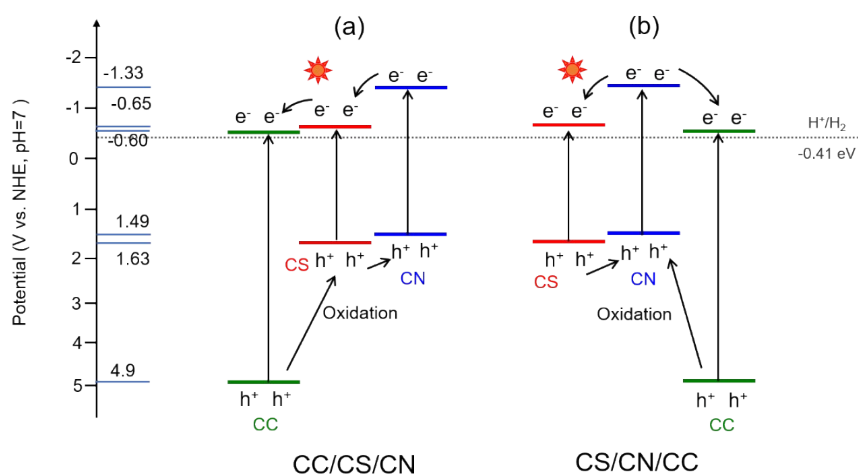 (a)
(b)
Potential (V vs. NHE, pH=7 )
-2
-1
0
1
2
3
4
5
-1.33
-0.65
-0.60
1.49
1.63
4.9
e⁻ e⁻
e⁻ e⁻
e⁻ e⁻
CS
h⁺ h⁺
h⁺ h⁺
CN
Oxidation
h⁺ h⁺
CC
CC/CS/CN
e⁻ e⁻
e⁻ e⁻
e⁻ e⁻
H⁺/H₂
-0.41 eV
h⁺ h⁺
CS
h⁺ h⁺
CN
Oxidation
h⁺ h⁺
CC
CS/CN/CC